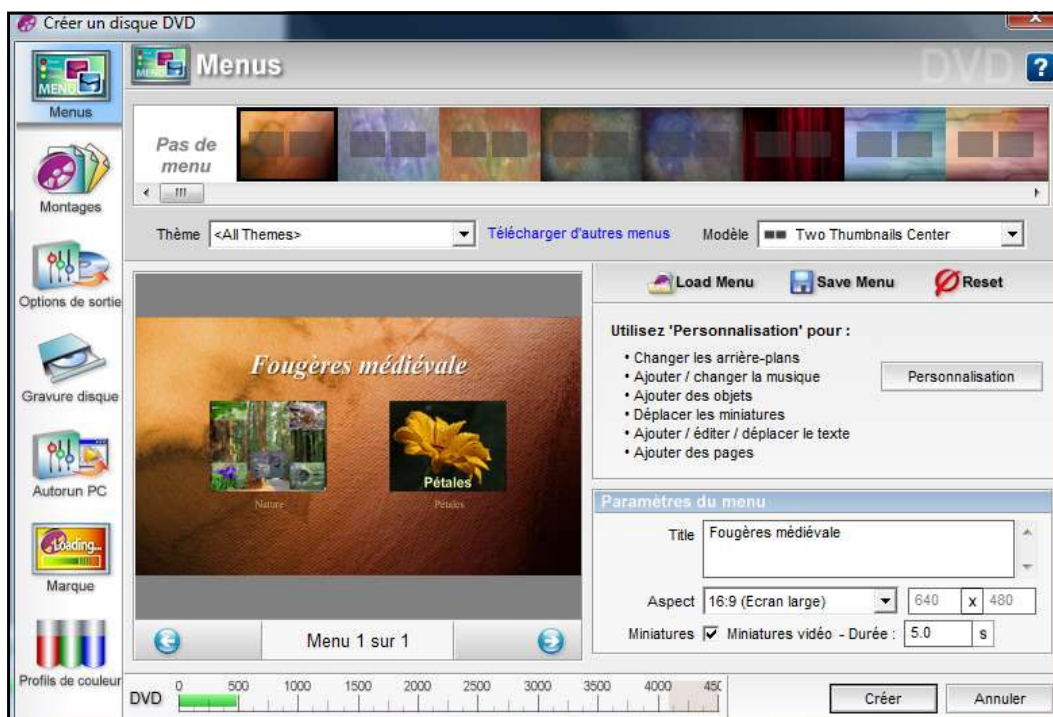 Créer un disque DVD
Menus
DVD
?
MENU
Menus
Montages
Options de sortie
Gravure disque
Autorun PC
Loading...
Marque
Profils de couleur
Pas de
menu
Thème <All Themes> Télécharger d'autres menus Modèle Two Thumbnails Center
Fougères médiévale
Pétales
Nature Pétales
Menu 1 sur 1
Load Menu Save Menu Reset
Utilisez 'Personnalisation' pour :
• Changer les arrière-plans
• Ajouter / changer la musique
• Ajouter des objets
• Déplacer les miniatures
• Ajouter / éditer / déplacer le texte
• Ajouter des pages
Personnalisation
Paramètres du menu
Title Fougères médiévale
Aspect 16:9 (Ecran large) 640 x 480
Miniatures Miniatures vidéo - Durée : 5.0 s
DVD 0 500 1000 1500 2000 2500 3000 3500 4000
Créer Annuler